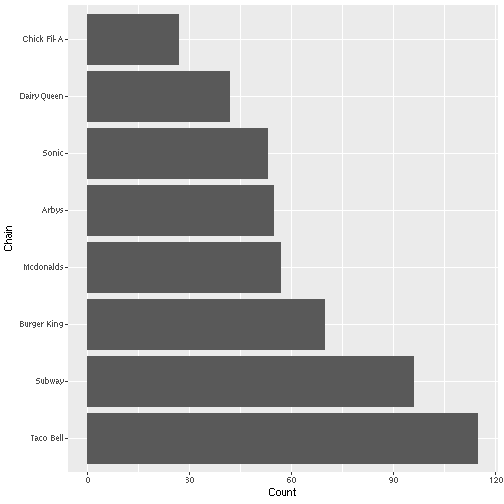 Chick Fil-A
Dairy Queen
Sonic
Arbys
Mcdonalds
Burger King
Subway
Taco Bell
Chain
0 30 60 90 120
Count